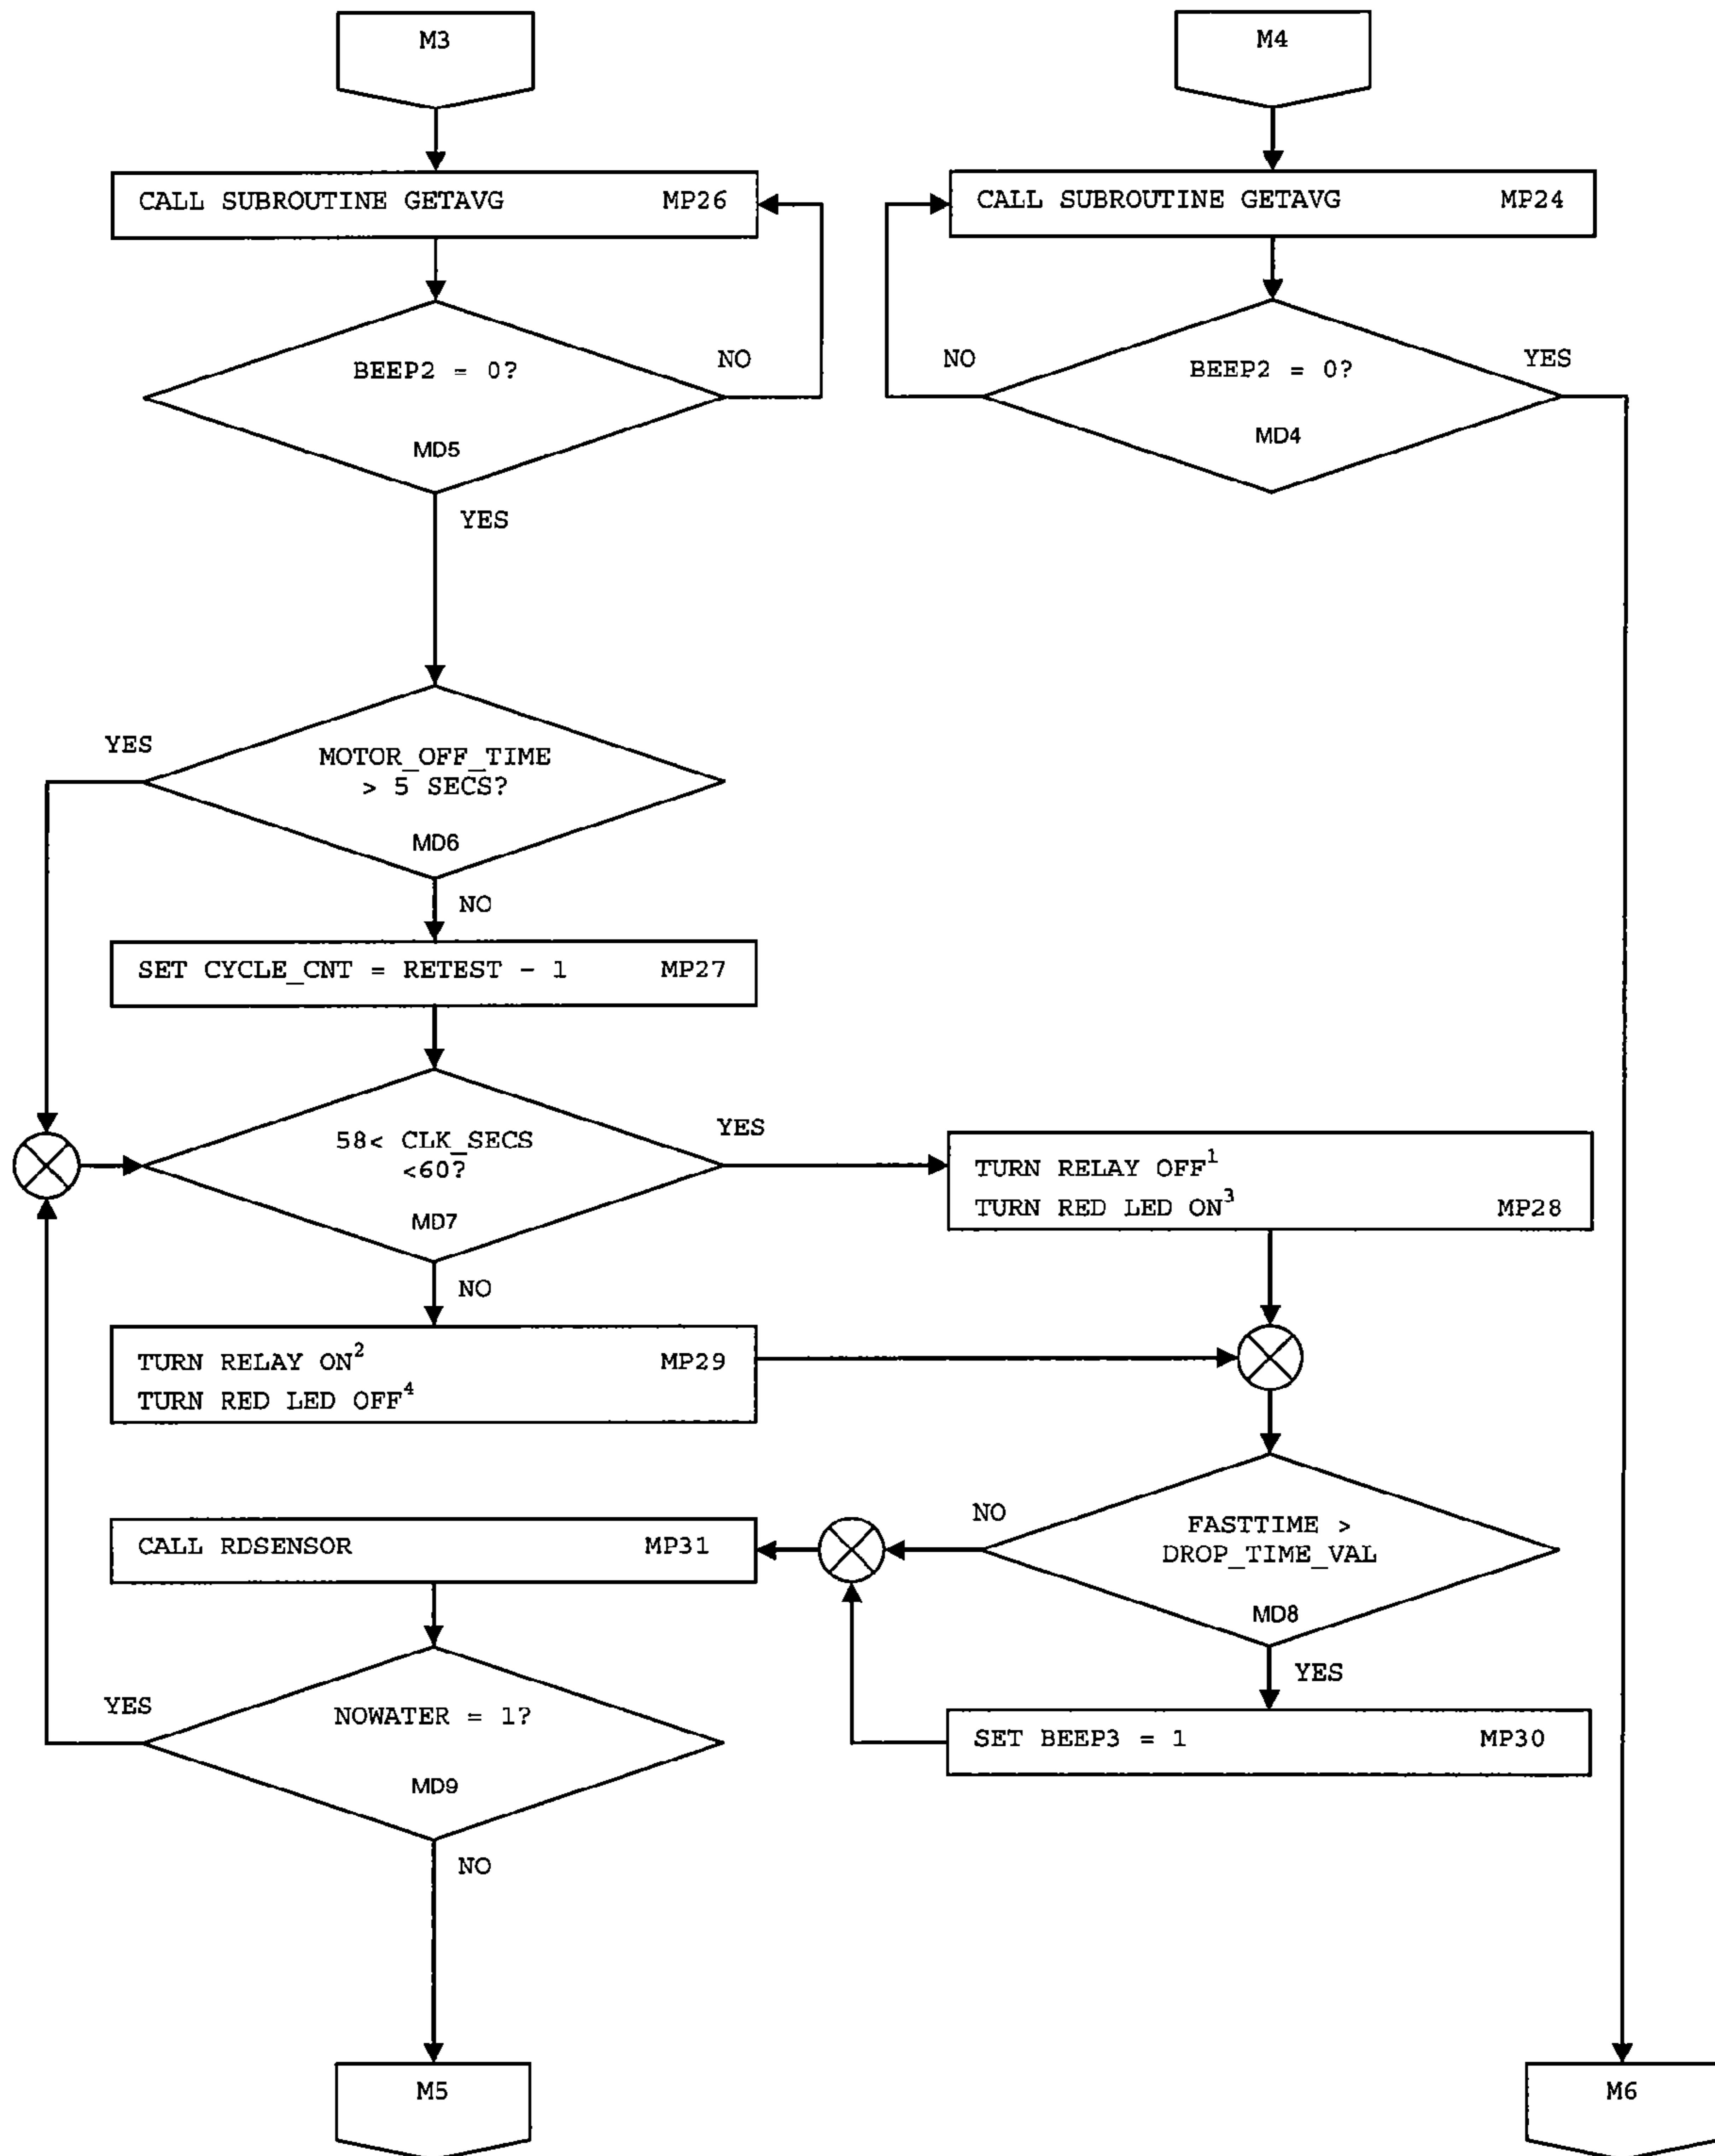 M3
M4
CALL SUBROUTINE GETAVG MP26
CALL SUBROUTINE GETAVG MP24
BEEP2 = 0?
NO
MD5
YES
NO
BEEP2 = 0?
YES
MD4
YES
MOTOR_OFF_TIME
> 5 SECS?
MD6
NO
SET CYCLE_CNT = RETEST - 1 MP27
58< CLK_SECS
<60?
YES
MD7
NO
TURN RELAY OFF¹
TURN RED LED ON³ MP28
TURN RELAY ON² MP29
TURN RED LED OFF⁴
NO
FASTTIME >
DROP_TIME_VAL
MD8
YES
CALL RDSENSOR MP31
SET BEEP3 = 1 MP30
YES
NOWATER = 1?
MD9
NO
M5
M6